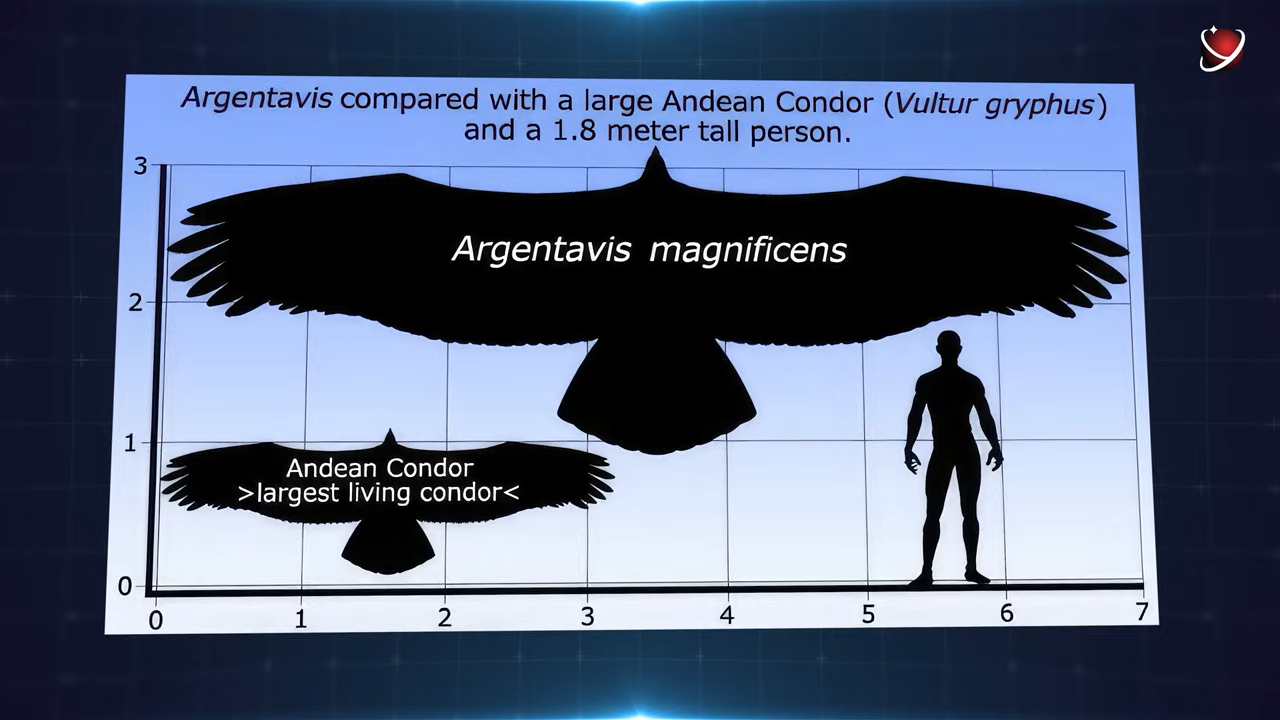 Argentavis compared with a large Andean Condor (Vultur gryphus)
and a 1.8 meter tall person.
3
Argentavis magnificens
2
1
Andean Condor
>largest living condor<
0
0 1 2 3 4 5 6 7